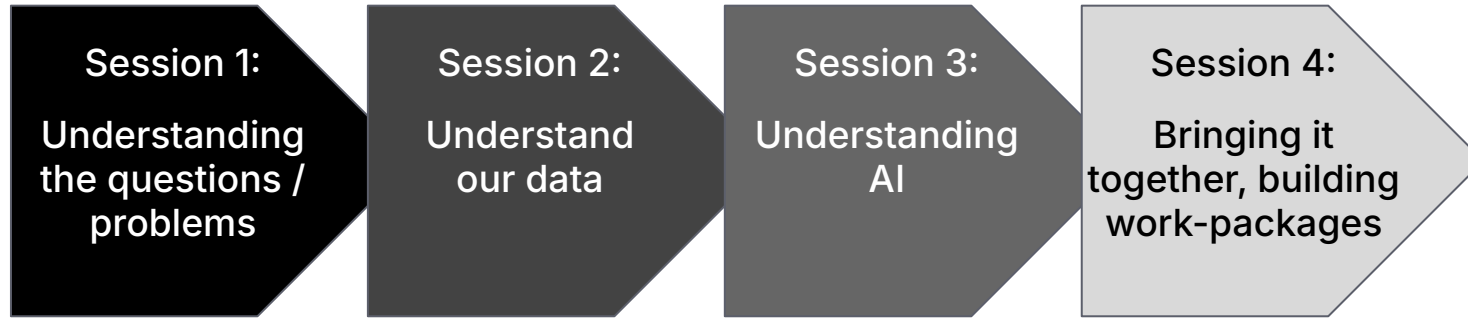 Session 1:
Understanding
the questions /
problems
Session 2:
Understand
our data
Session 3:
Understanding
AI
Session 4:
Bringing it
together, building
work-packages